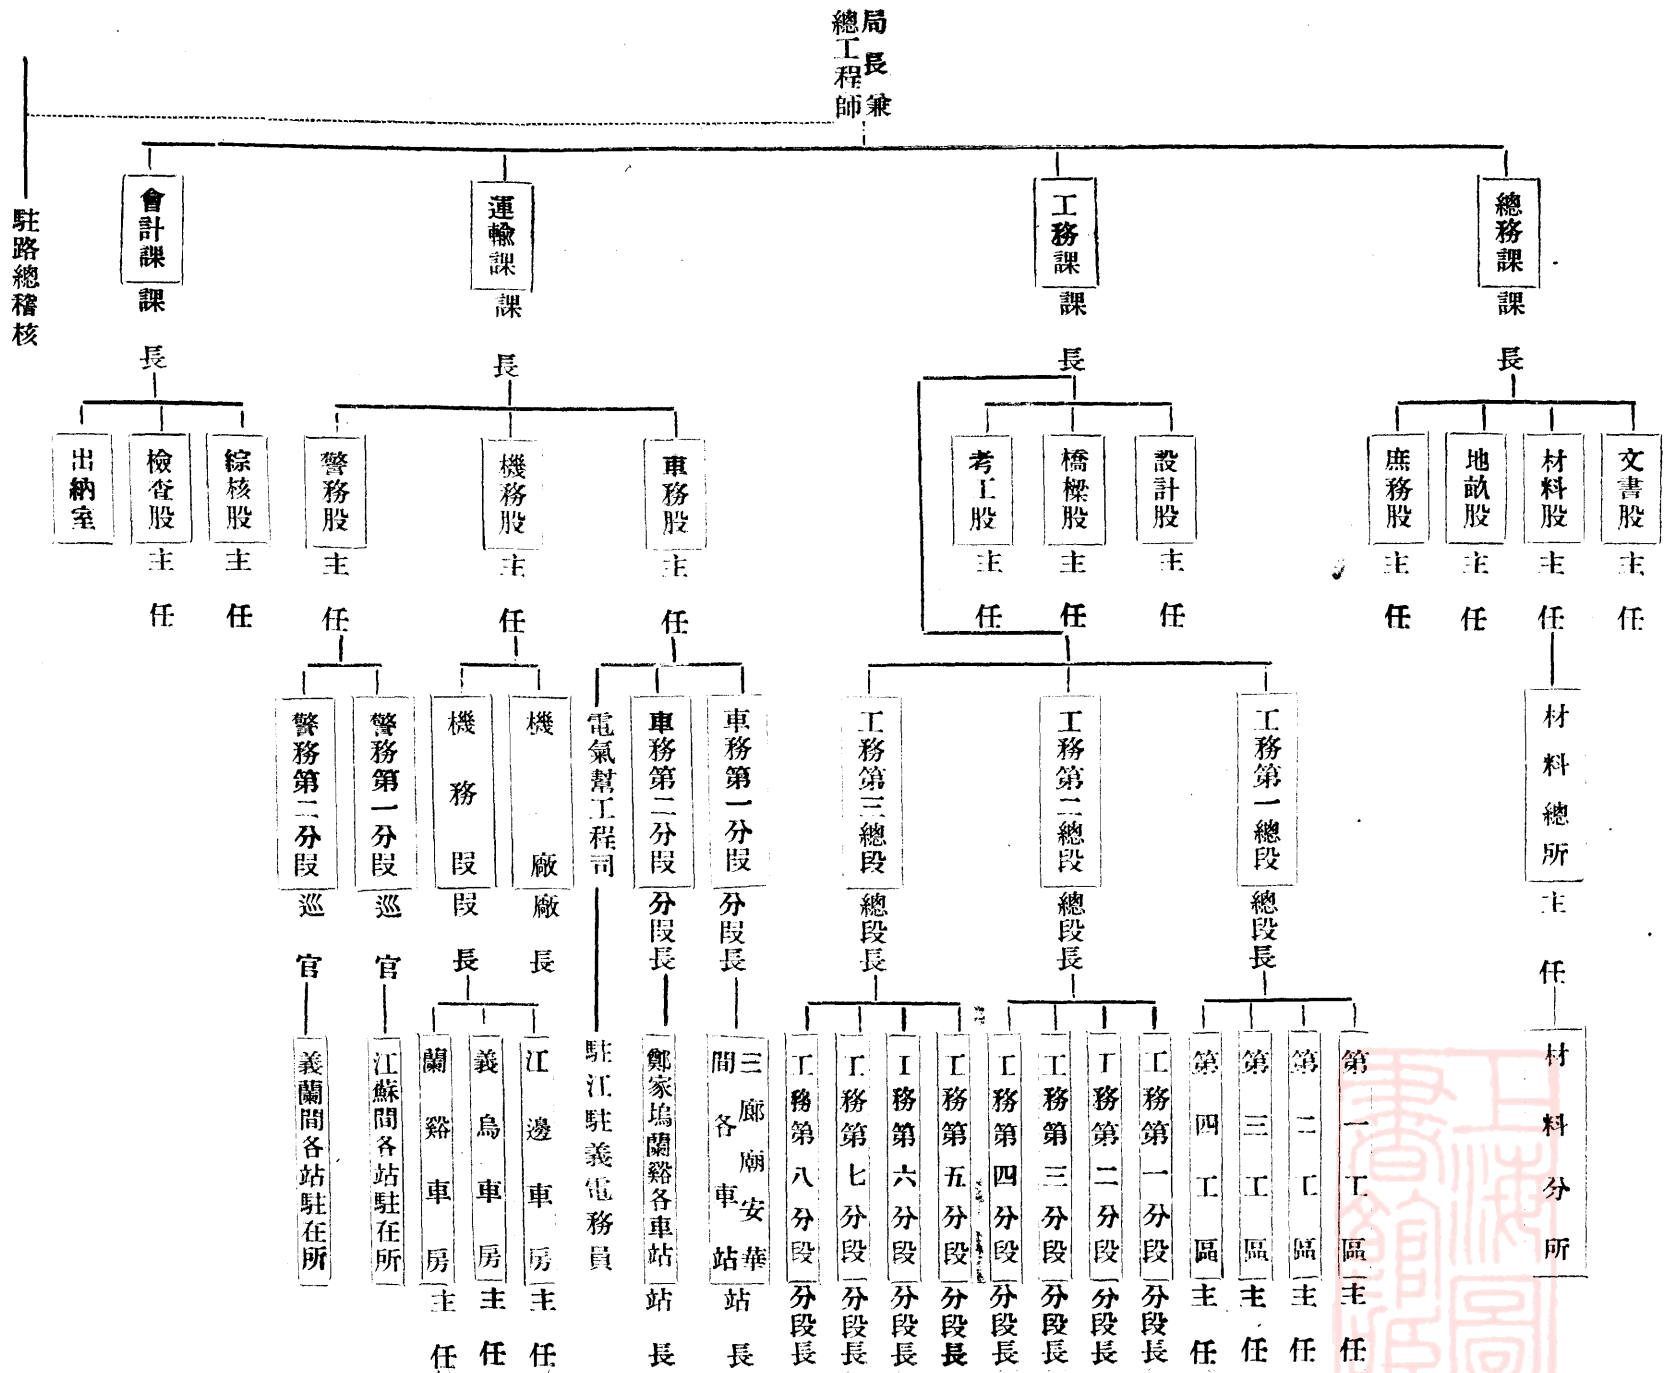 局長兼
總工程師
駐路總稽核
總務課
課長
工務課
課長
運輸課
課長
會計課
課長
文書股
主任
材料股
主任
地畝股
主任
庶務股
主任
設計股
主任
橋樑股
主任
考工股
主任
車務股
主任
機務股
主任
警務股
主任
綜核股
主任
檢查股
主任
出納室
材料總所
主任
工務第一總段
總段長
工務第二總段
總段長
工務第三總段
總段長
車務第一分段
分段長
車務第二分段
分段長
電氣幫工程司
機廠
廠長
機務段
段長
警務第一分段
巡官
警務第二分段
巡官
材料分所
第一工區
主任
第二工區
主任
第三工區
主任
第四工區
主任
工務第一分段
分段長
工務第二分段
分段長
工務第三分段
分段長
工務第四分段
分段長
工務第五分段
分段長
工務第六分段
分段長
工務第七分段
分段長
工務第八分段
分段長
三廊廟安華
間各車站
站長
鄭家塢蘭谿各車站
站長
駐江駐義電務員
江邊車房
主任
義烏車房
主任
蘭谿車房
主任
江蘇間各站駐在所
義蘭間各站駐在所